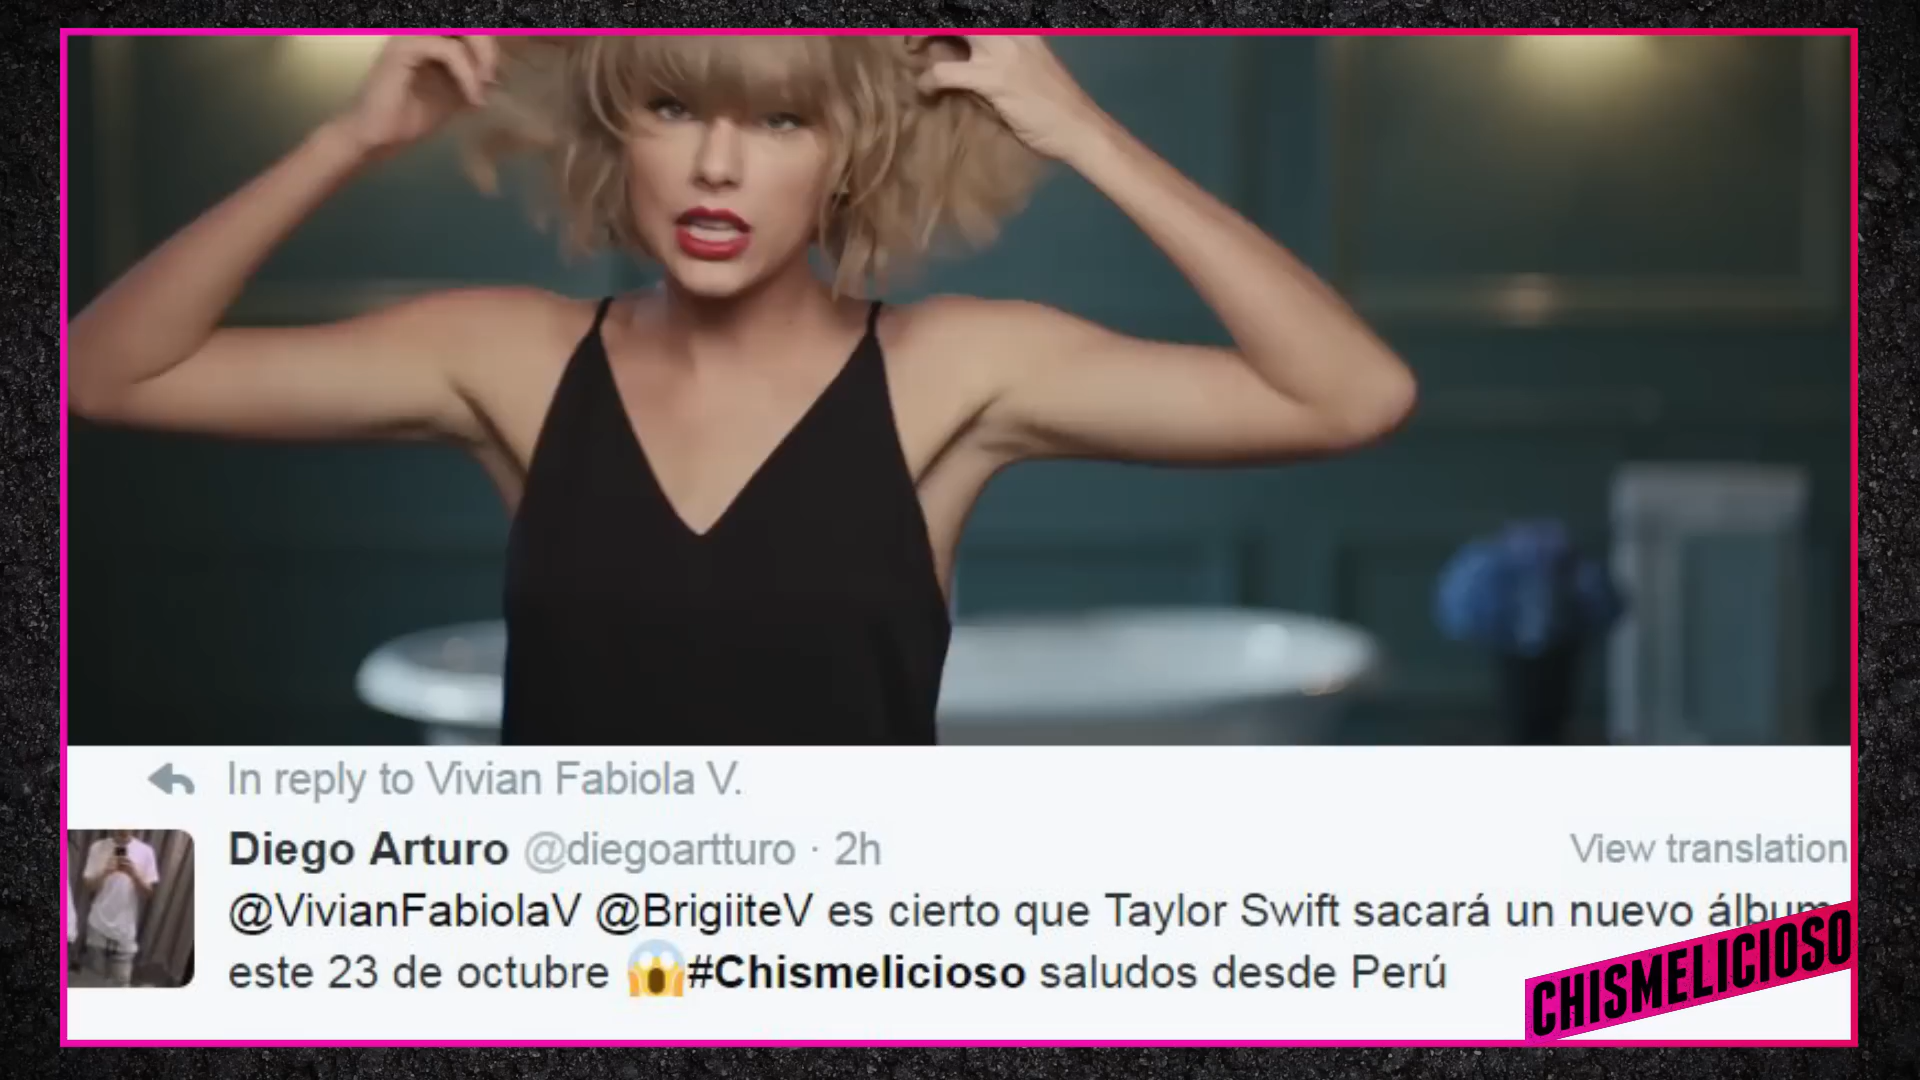 In reply to Vivian Fabiola V.
Diego Arturo @diegoartturo · 2h
View translation
@VivianFabiolaV @BrigiiteV es cierto que Taylor Swift sacará un nuevo álbum
este 23 de octubre 😱#Chismelicioso saludos desde Perú
CHISMELICIOSO